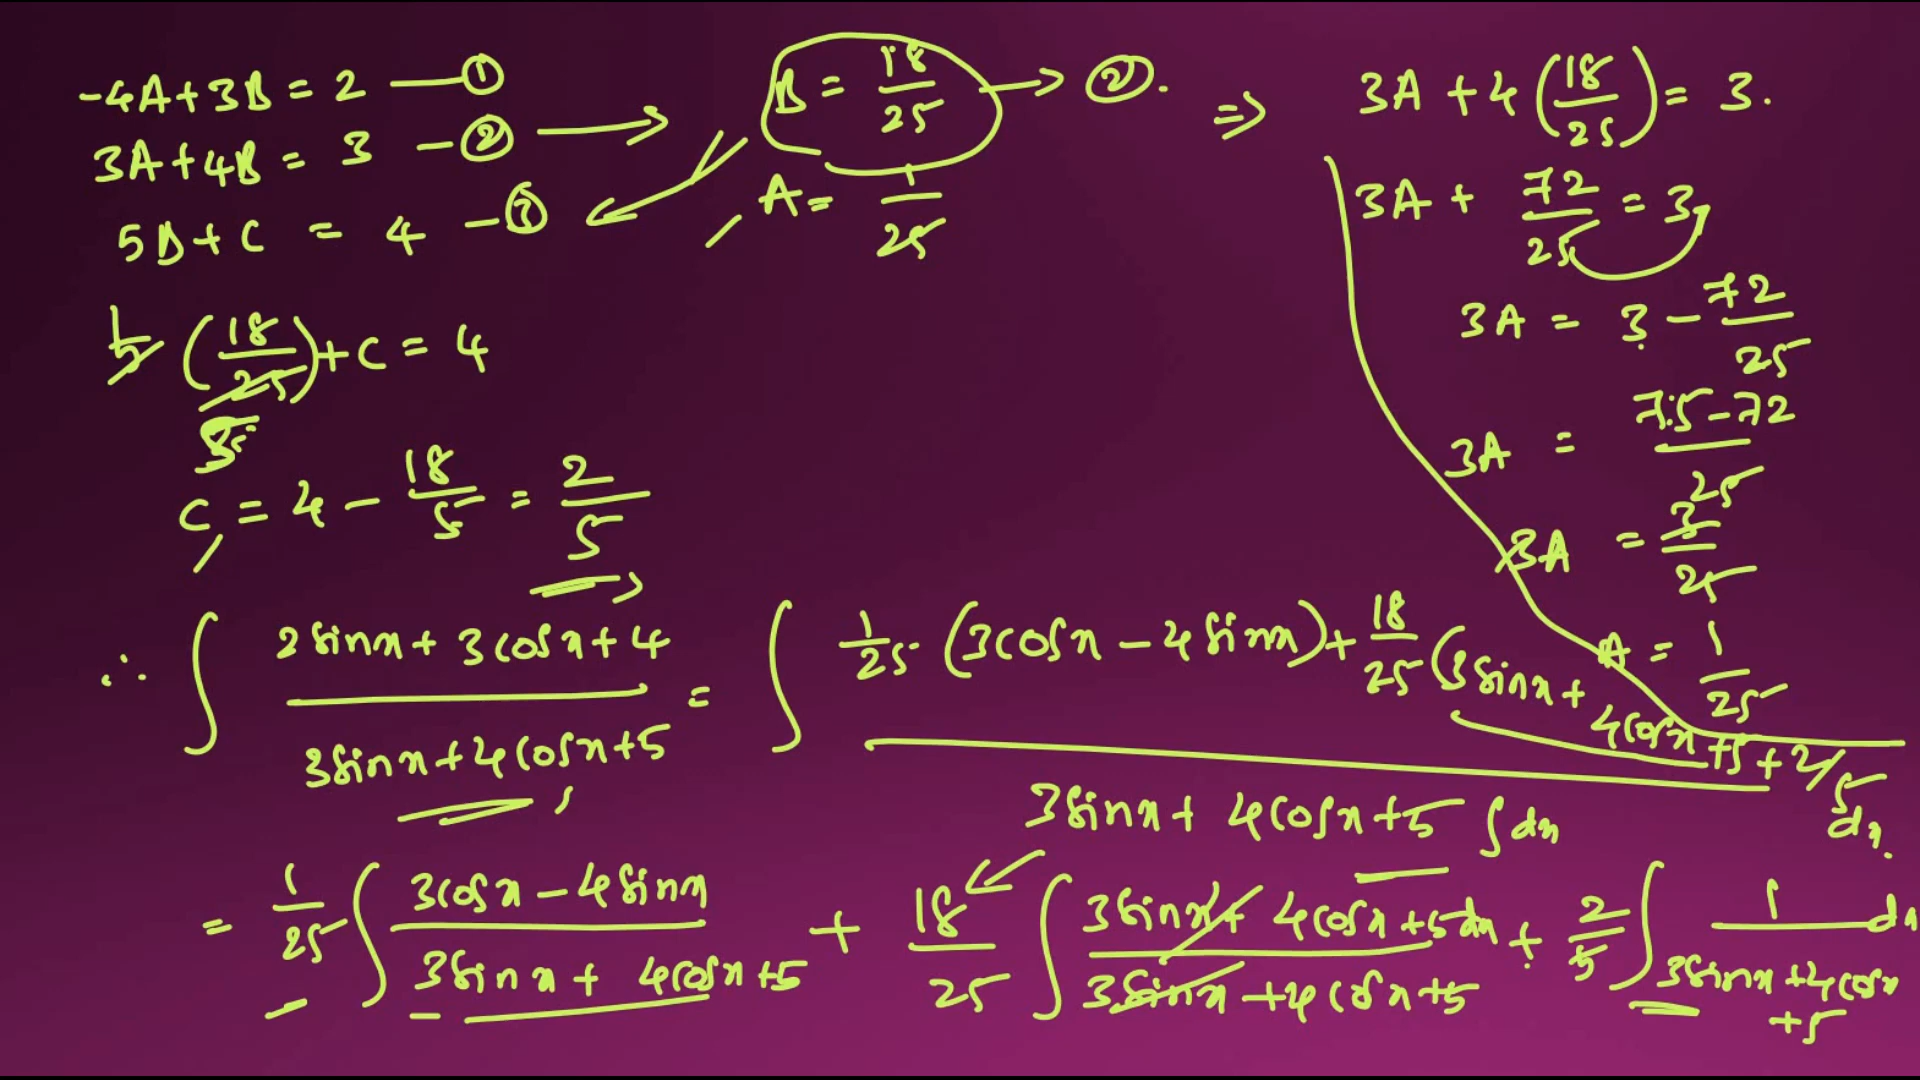 -4A+3B = 2 — ①
3A+4B = 3 — ②
5B+C = 4 — ③
B = 18/25 → ②.
A = 1/25
⇒ 3A + 4(18/25) = 3.
3A + 72/25 = 3
3A = 3 - 72/25
3A = 75-72/25
3A = 3/25
A = 1/25
5(18/25)+C = 4
5
C = 4 - 18/5 = 2/5
∴ ∫ 2sinx+3cosx+4 / 3sinx+4cosx+5 = ∫ 1/25 (3cosx-4sinx)+ 18/25 (3sinx+ 4cosx+5+2/5 dx.
3sinx+ 4cosx+5 ∫dx
= 1/25 ∫ 3cosx-4sinx / 3sinx+ 4cosx+5 + 18/25 ∫ 3sinx+ 4cosx+5 dx / 3sinx+4cosx+5 + 2/5 ∫ 1 / 3sinx+4cosx +5 dx